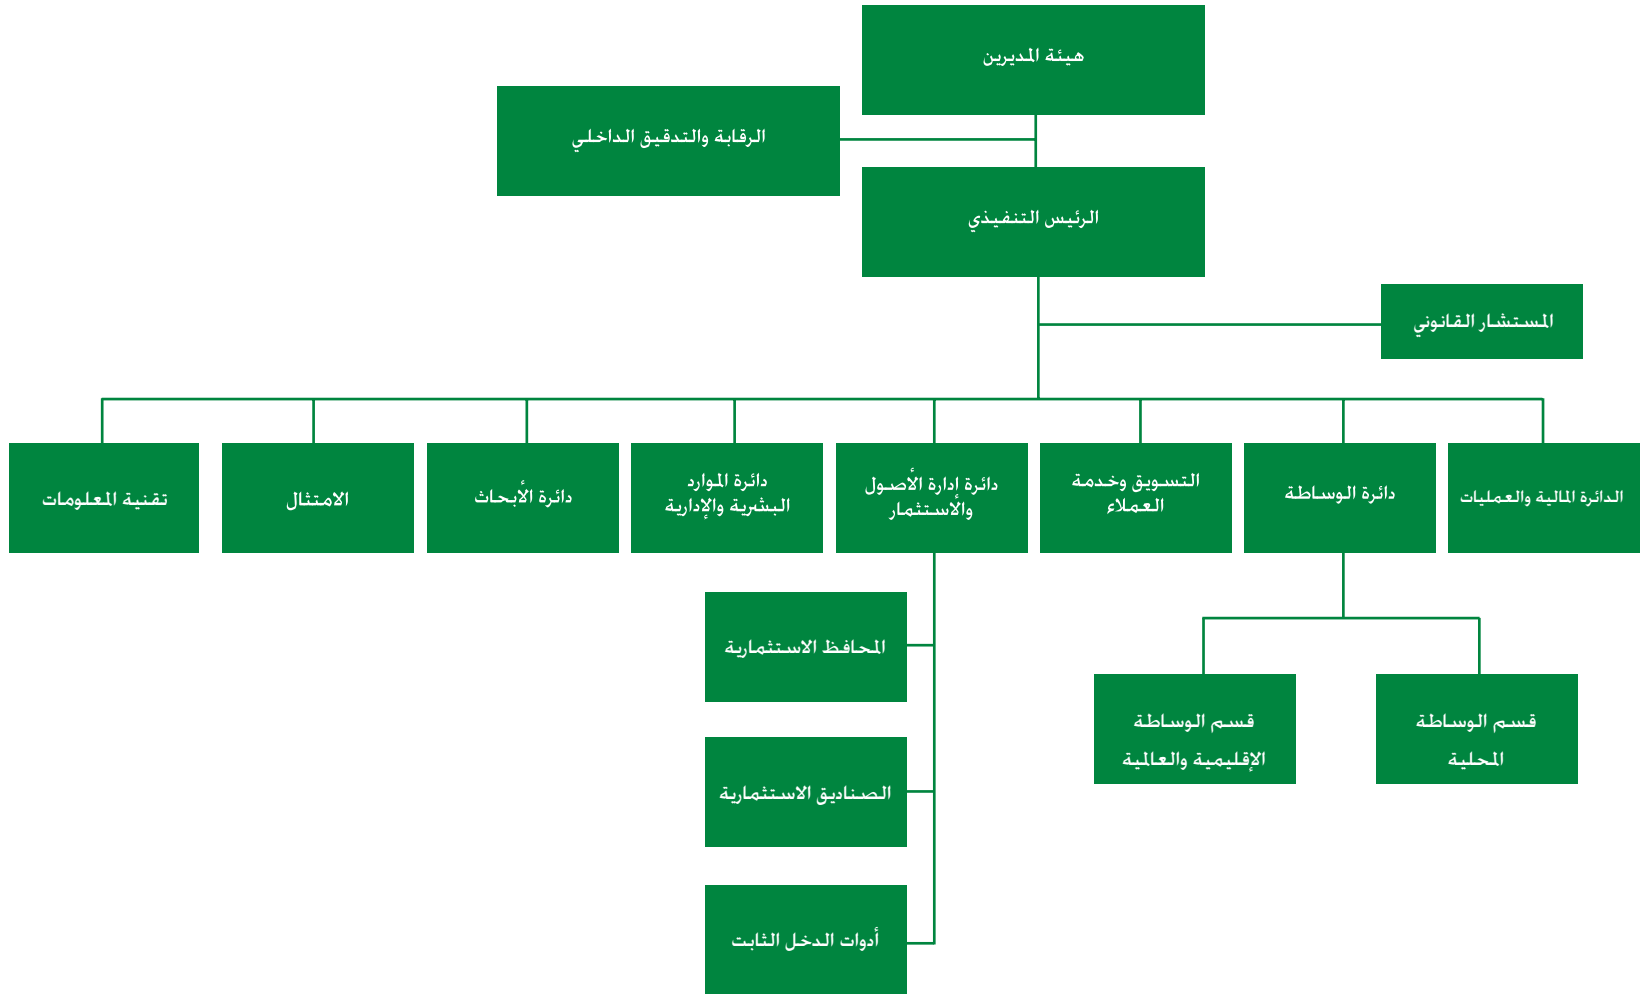 هيئة المديرين
الرقابة والتدقيق الداخلي
الرئيس التنفيذي
المستشار القانوني
الدائرة المالية والعمليات
دائرة الوساطة
التسويق وخدمة
العملاء
دائرة ادارة الأصول
والأستثمار
دائرة الموارد
البشرية والإدارية
دائرة الأبحاث
الامتثال
تقنية المعلومات
قسم الوساطة
المحلية
قسم الوساطة
الإقليمية والعالمية
المحافظ الاستثمارية
الصناديق الاستثمارية
أدوات الدخل الثابت